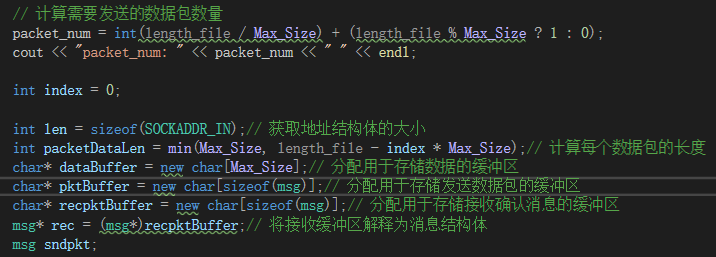 // 计算需要发送的数据包数量
packet_num = int(length_file / Max_Size) + (length_file % Max_Size ? 1 : 0);
cout << "packet_num: " << packet_num << " " << endl;
int index = 0;
int len = sizeof(SOCKADDR_IN);// 获取地址结构体的大小
int packetDataLen = min(Max_Size, length_file - index * Max_Size);// 计算每个数据包的长度
char* dataBuffer = new char[Max_Size];// 分配用于存储数据的缓冲区
char* pktBuffer = new char[sizeof(msg)];// 分配用于存储发送数据包的缓冲区
char* recpktBuffer = new char[sizeof(msg)];// 分配用于存储接收确认消息的缓冲区
msg* rec = (msg*)recpktBuffer;// 将接收缓冲区解释为消息结构体
msg sndpkt;